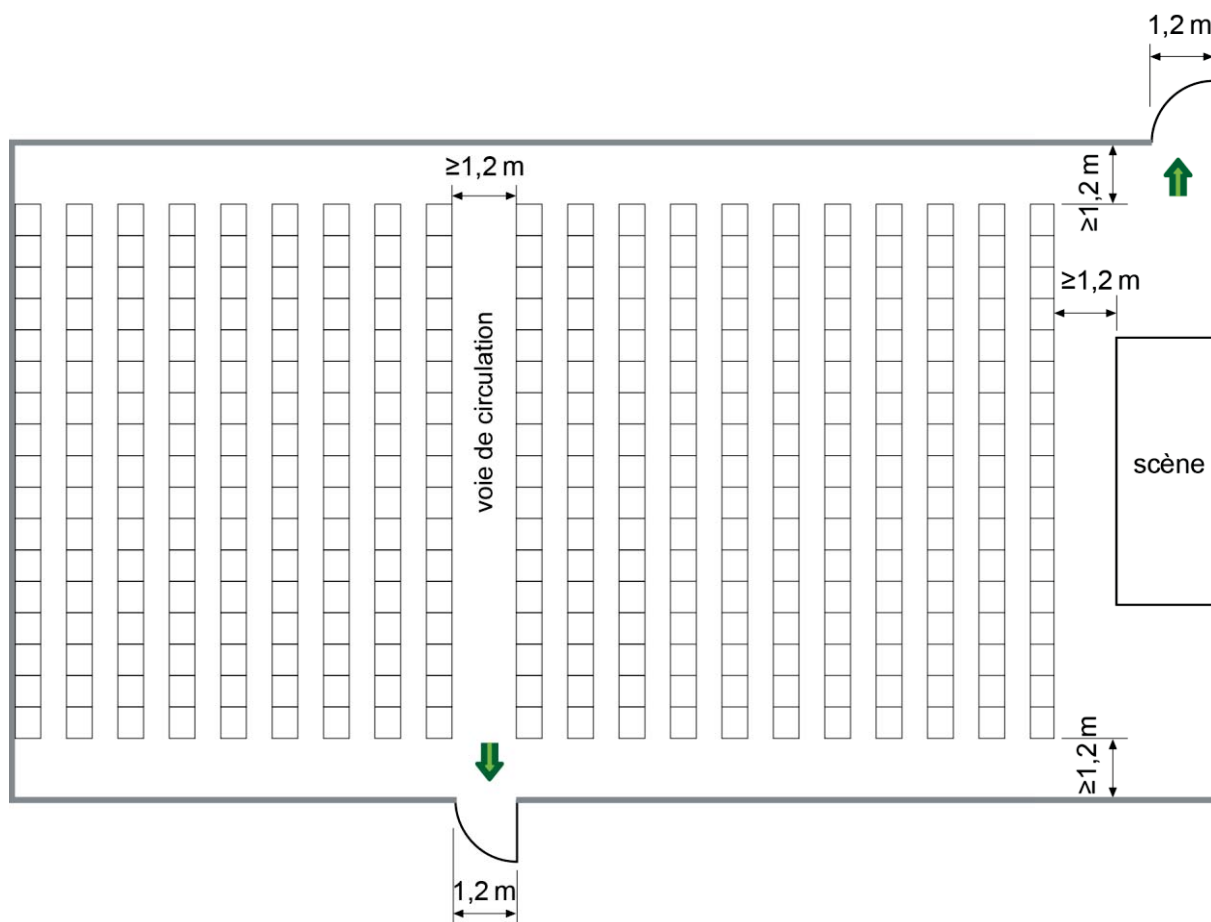 1,2 m
≥1,2 m
≥1,2 m
≥1,2 m
voie de circulation
scène
≥1,2 m
1,2 m